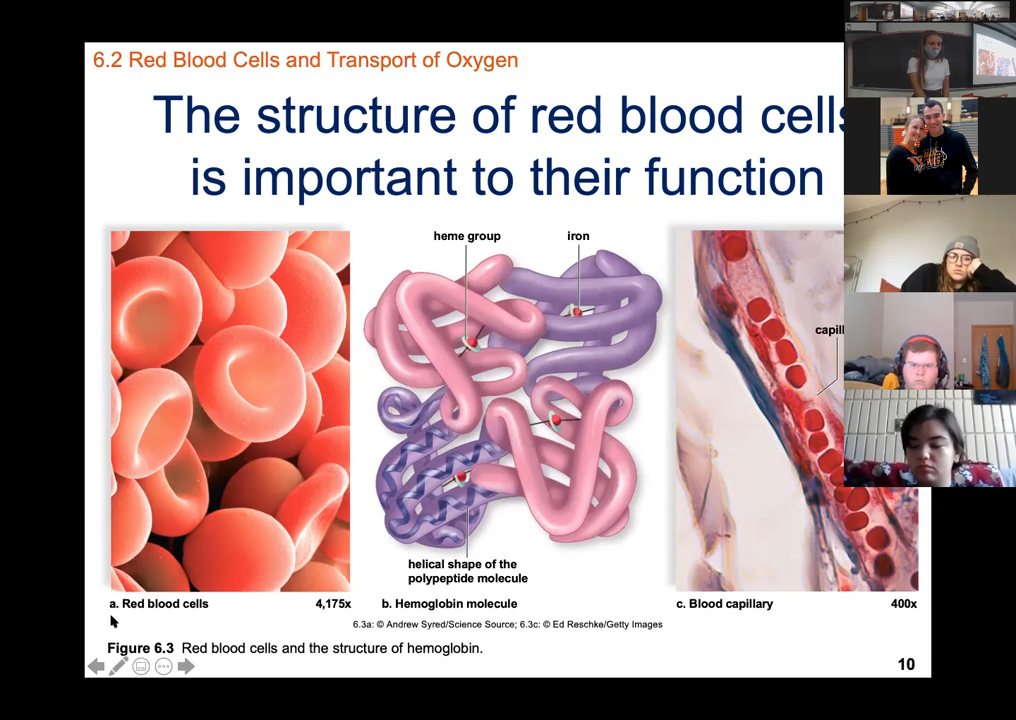 6.2 Red Blood Cells and Transport of Oxygen
The structure of red blood cells
is important to their function
heme group
iron
capill
helical shape of the
polypeptide molecule
a. Red blood cells
4,175x
b. Hemoglobin molecule
c. Blood capillary
400x
6.3a: © Andrew Syred/Science Source; 6.3c: © Ed Reschke/Getty Images
Figure 6.3 Red blood cells and the structure of hemoglobin.
10